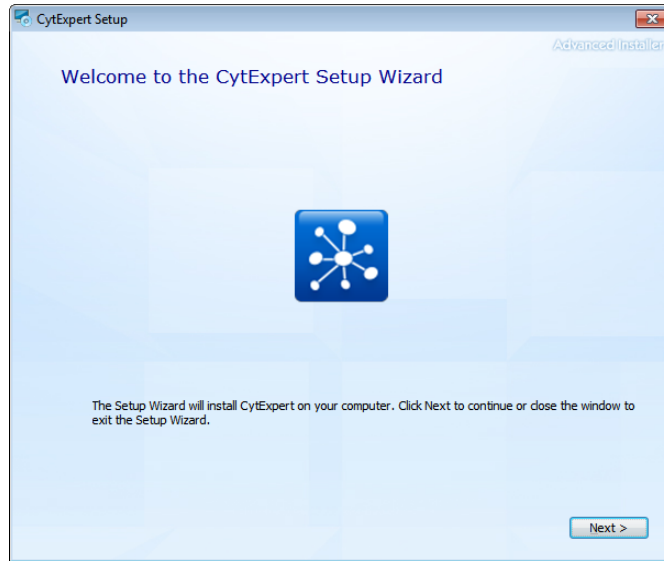 CytExpert Setup
Advanced Installer
Welcome to the CytExpert Setup Wizard
The Setup Wizard will install CytExpert on your computer. Click Next to continue or close the window to
exit the Setup Wizard.
Next >